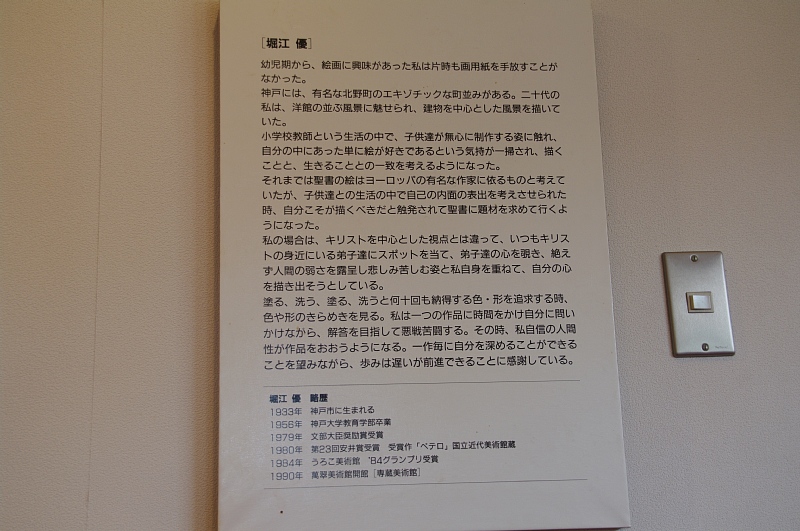 ［堀江 優］
幼児期から、絵画に興味があった私は片時も画用紙を手放すことが
なかった。
神戸には、有名な北野町のエキゾチックな町並みがある。二十代の
私は、洋館の並ぶ風景に魅せられ、建物を中心とした風景を描いて
いた。
小学校教師という生活の中で、子供達が無心に制作する姿に触れ、
自分の中にあった単に絵が好きであるという気持が一掃され、描く
ことと、生きることとの一致を考えるようになった。
それまでは聖書の絵はヨーロッパの有名な作家に依るものと考えて
いたが、子供達との生活の中で自己の内面の表出を考えさせられた
時、自分こそが描くべきだと触発されて聖書に題材を求めて行くよ
うになった。
私の場合は、キリストを中心とした視点とは違って、いつもキリス
トの身近にいる弟子達にスポットを当て、弟子達の心を覗き、絶え
ず人間の弱さを露呈し悲しみ苦しむ姿と私自身を重ねて、自分の心
を描き出そうとしている。
塗る、洗う、塗る、洗うと何十回も納得する色・形を追求する時、
色や形のきらめきを見る。私は一つの作品に時間をかけ自分に問い
かけながら、解答を目指して悪戦苦闘する。その時、私自信の人間
性が作品をおおうようになる。一作毎に自分を深めることができる
ことを望みながら、歩みは遅いが前進できることに感謝している。
堀江 優 略歴
1933年 神戸市に生まれる
1956年 神戸大学教育学部卒業
1979年 文部大臣奨励賞受賞
1980年 第23回安井賞受賞 受賞作「ペテロ」国立近代美術館蔵
1984年 うろこ美術館 '84グランプリ受賞
1990年 萬翠美術館開館［専蔵美術館］